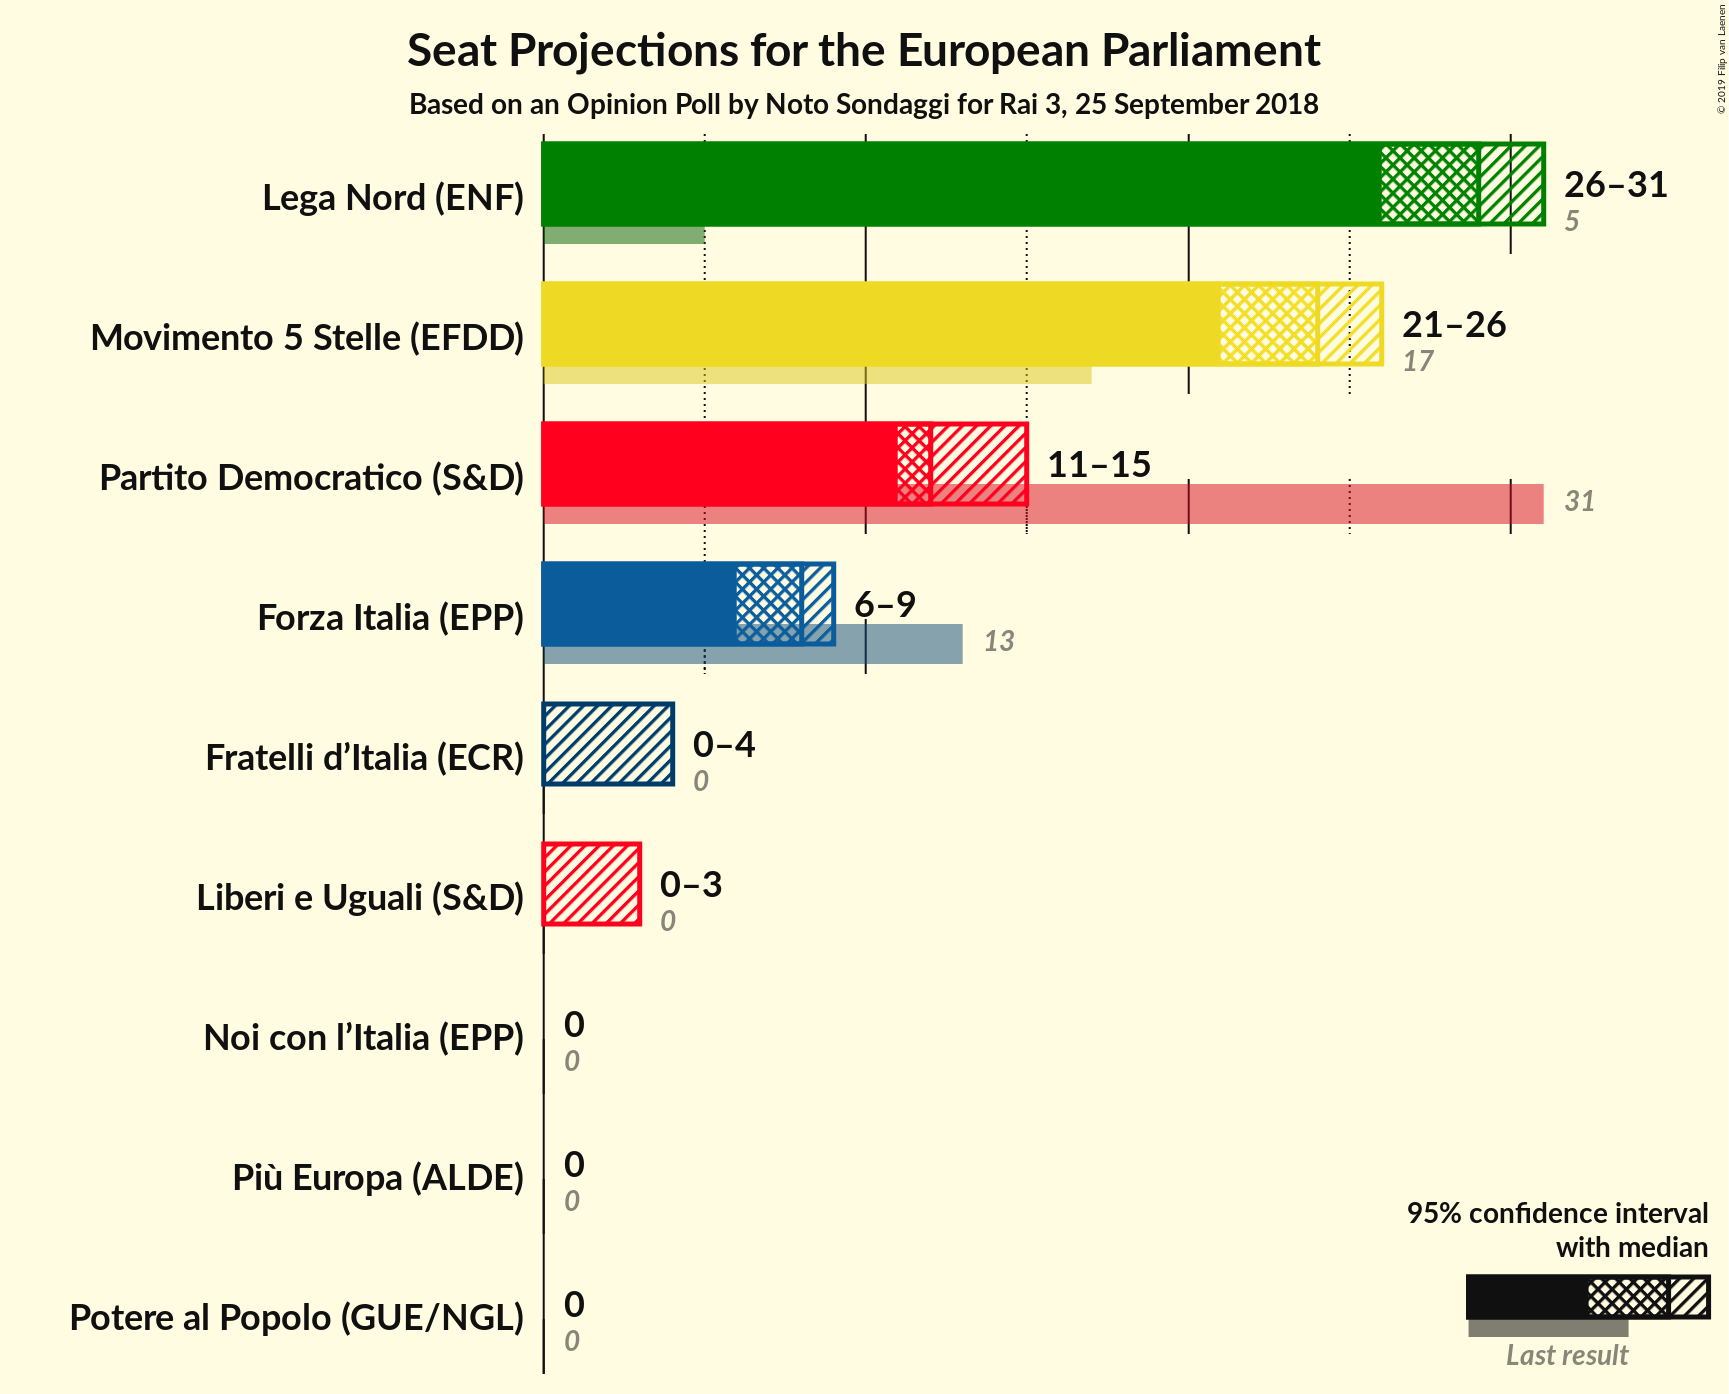 Seat Projections for the European Parliament
Based on an Opinion Poll by Noto Sondaggi for Rai 3, 25 September 2018
© 2019 Filip van Laenen
Lega Nord (ENF)
26–31
5
Movimento 5 Stelle (EFDD)
21–26
17
Partito Democratico (S&D)
11–15
31
Forza Italia (EPP)
6–9
13
Fratelli d’Italia (ECR)
0–4
0
Liberi e Uguali (S&D)
0–3
0
Noi con l’Italia (EPP)
0
0
Più Europa (ALDE)
0
0
Potere al Popolo (GUE/NGL)
0
0
95% confidence interval
with median
Last result